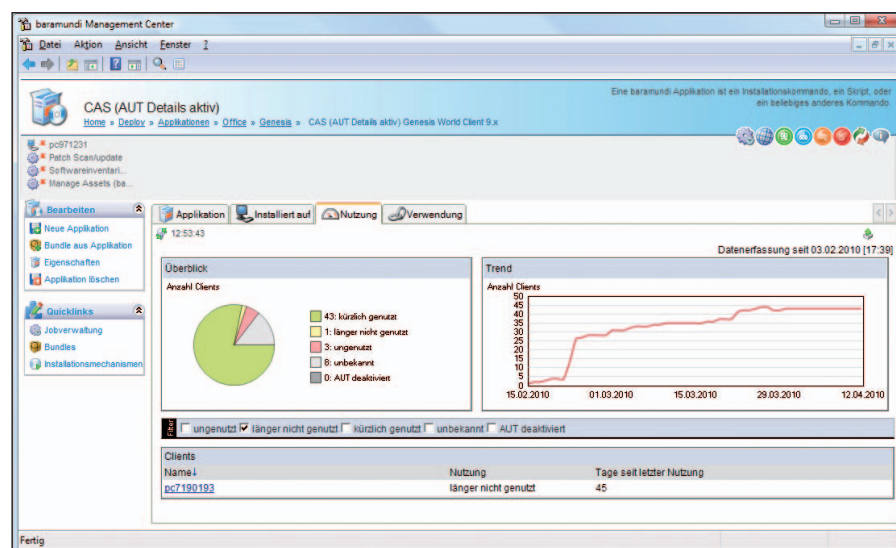 baramundi Management Center
Datei Aktion Ansicht Fenster ?
CAS (AUT Details aktiv)
Home » Deploy » Applikationen » Office » Genesis » CAS (AUT Details aktiv) Genesis World Client 9.x
Eine baramundi Applikation ist ein Installationskommando, ein Skript, oder
ein beliebiges anderes Kommando.
pc971231
Patch Scan/update
Softwareinventari...
Manage Assets (ba...
Bearbeiten
Neue Applikation
Bundle aus Applikation
Eigenschaften
Applikation löschen
Quicklinks
Jobverwaltung
Bundles
Installationsmechanismen
Applikation Installiert auf Nutzung Verwendung
12:53:43
Datenerfassung seit 03.02.2010 [17:39]
Überblick
Anzahl Clients
43: kürzlich genutzt
1: länger nicht genutzt
3: ungenutzt
8: unbekannt
0: AUT deaktiviert
Trend
Anzahl Clients
50
45
40
35
30
25
20
15
10
5
0
15.02.2010 01.03.2010 15.03.2010 29.03.2010 12.04.2010
Filter ungenutzt länger nicht genutzt kürzlich genutzt unbekannt AUT deaktiviert
Clients
Name↓ Nutzung Tage seit letzter Nutzung
pc7190193 länger nicht genutzt 45
Fertig